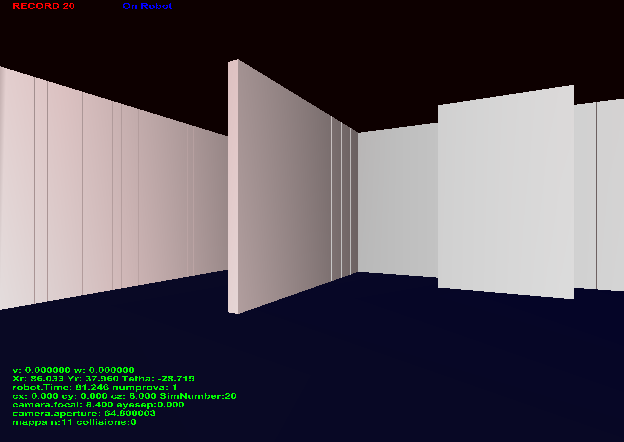 RECORD 20 On Robot
v: 0.000000 w: 0.000000
Xr: 86.033 Yr: 37.960 Tetha: -28.719
robot.Time: 81.246 numprova: 1
cx: 0.000 cy: 0.000 cz: 6.000 SimNumber:20
camera.focal: 8.400 eyesep:0.000
camera.aperture: 64.600003
mappa n:11 collisione:0